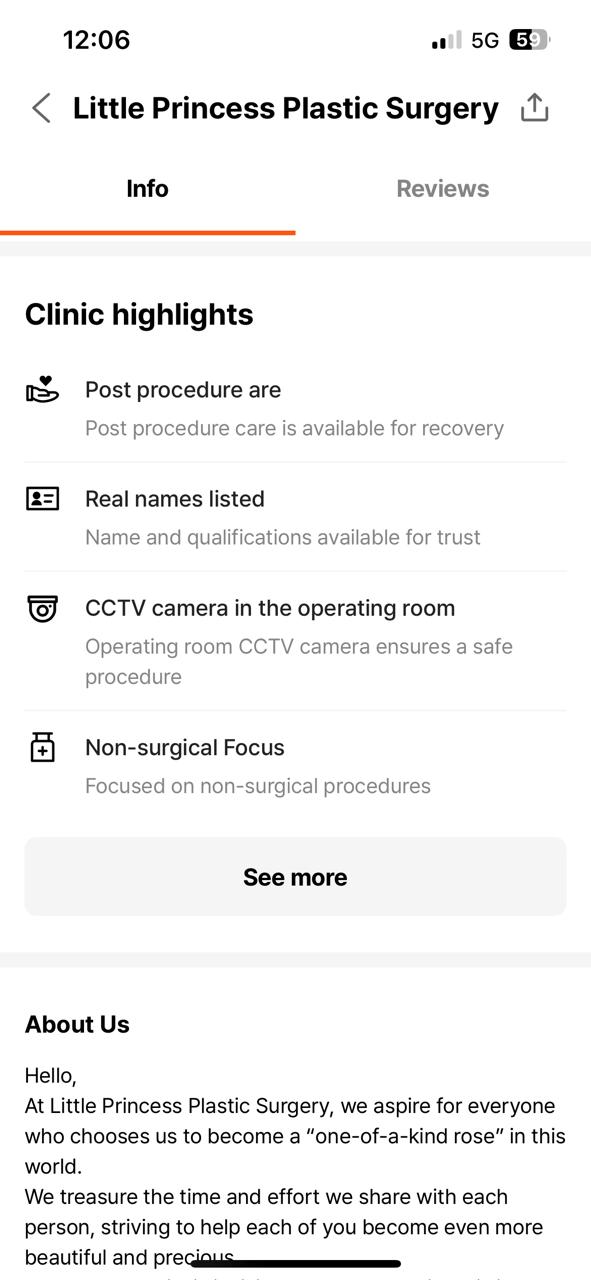 12:06
5G 59
Little Princess Plastic Surgery
Info
Reviews
Clinic highlights
Post procedure are
Post procedure care is available for recovery
Real names listed
Name and qualifications available for trust
CCTV camera in the operating room
Operating room CCTV camera ensures a safe
procedure
Non-surgical Focus
Focused on non-surgical procedures
See more
About Us
Hello,
At Little Princess Plastic Surgery, we aspire for everyone
who chooses us to become a “one-of-a-kind rose” in this
world.
We treasure the time and effort we share with each
person, striving to help each of you become even more
beautiful and precious